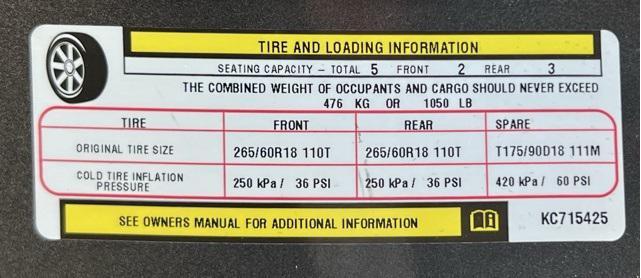 TIRE AND LOADING INFORMATION
SEATING CAPACITY – TOTAL 5 FRONT 2 REAR 3
THE COMBINED WEIGHT OF OCCUPANTS AND CARGO SHOULD NEVER EXCEED
476 KG OR 1050 LB
TIRE FRONT REAR SPARE
ORIGINAL TIRE SIZE 265/60R18 110T 265/60R18 110T T175/90D18 111M
COLD TIRE INFLATION
PRESSURE 250 kPa / 36 PSI 250 kPa / 36 PSI 420 kPa / 60 PSI
SEE OWNERS MANUAL FOR ADDITIONAL INFORMATION KC715425